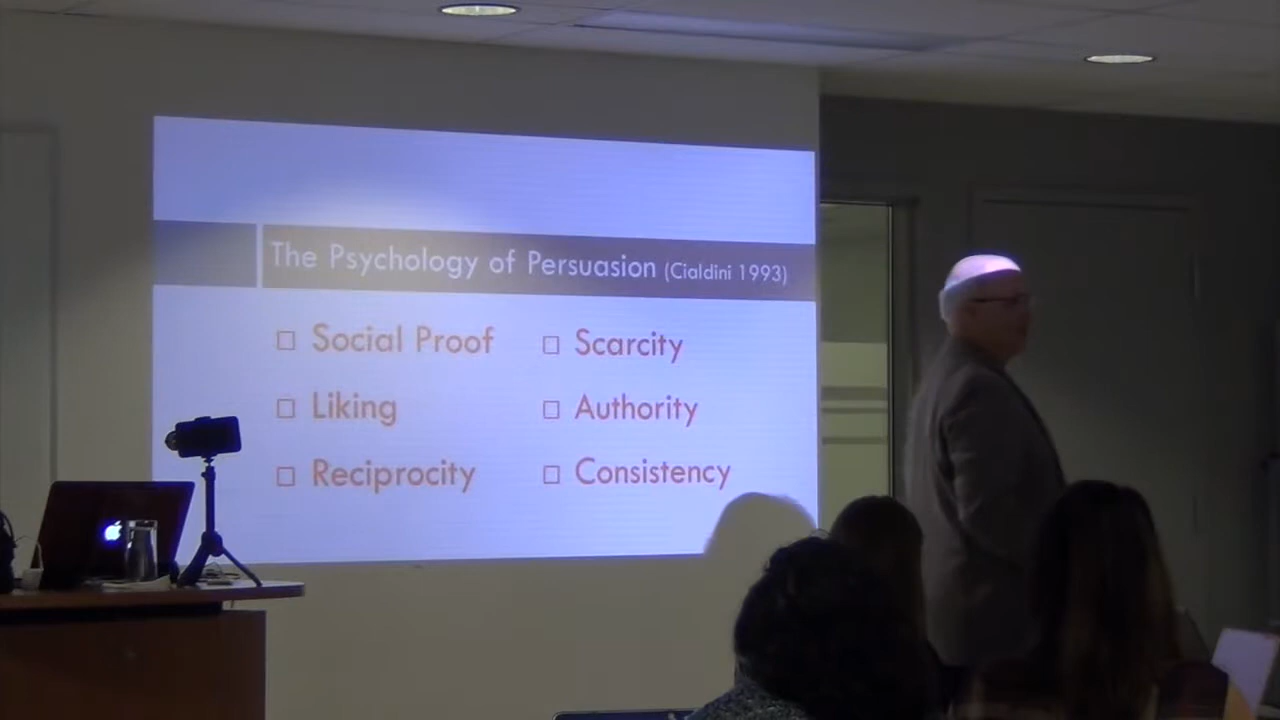 The Psychology of Persuasion (Cialdini 1993)
□ Social Proof
□ Liking
□ Reciprocity
□ Scarcity
□ Authority
□ Consistency